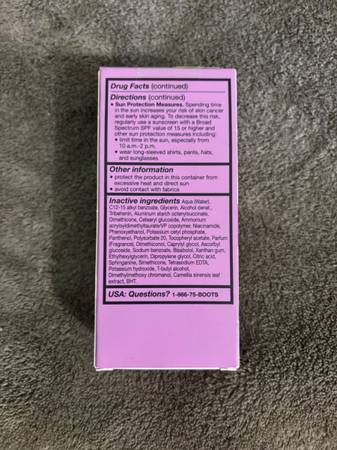 Drug Facts (continued)
Directions (continued)
• Sun Protection Measures. Spending time
in the sun increases your risk of skin cancer
and early skin aging. To decrease this risk,
regularly use a sunscreen with a Broad
Spectrum SPF value of 15 or higher and
other sun protection measures including:
• limit time in the sun, especially from
10 a.m.-2 p.m.
• wear long-sleeved shirts, pants, hats,
and sunglasses
Other information
• protect the product in this container from
excessive heat and direct sun
• avoid contact with fabrics
Inactive ingredients Aqua (Water),
C12-15 alkyl benzoate, Glycerin, Alcohol denat.,
Tribehenin, Aluminum starch octenylsuccinate,
Dimethicone, Cetearyl glucoside, Ammonium
acryloyldimethyltaurate/VP copolymer, Niacinamide,
Phenoxyethanol, Potassium cetyl phosphate,
Panthenol, Polysorbate 20, Tocopheryl acetate, Parfum
(Fragrance), Dimethiconol, Caprylyl glycol, Ascorbyl
glucoside, Sodium benzoate, Bisabolol, Xanthan gum,
Ethylhexylglycerin, Dipropylene glycol, Citric acid,
Sphinganine, Simethicone, Tetrasodium EDTA,
Potassium hydroxide, T-butyl alcohol,
Dimethylmethoxy chromanol, Camellia sinensis leaf
extract, BHT.
USA: Questions? 1-866-75-BOOTS